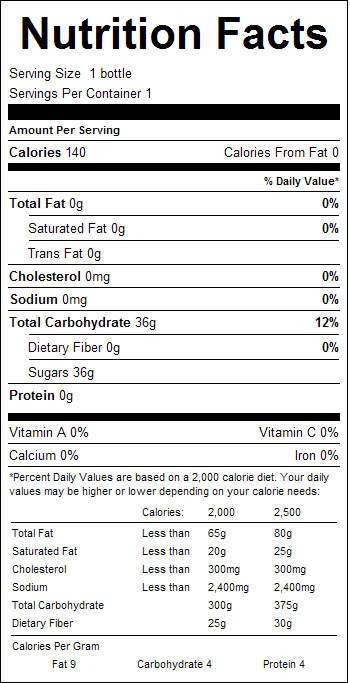 Nutrition Facts
Serving Size 1 bottle
Servings Per Container 1
Amount Per Serving
Calories 140 Calories From Fat 0
% Daily Value*
Total Fat 0g 0%
Saturated Fat 0g 0%
Trans Fat 0g
Cholesterol 0mg 0%
Sodium 0mg 0%
Total Carbohydrate 36g 12%
Dietary Fiber 0g 0%
Sugars 36g
Protein 0g
Vitamin A 0% Vitamin C 0%
Calcium 0% Iron 0%
*Percent Daily Values are based on a 2,000 calorie diet. Your daily
values may be higher or lower depending on your calorie needs:
Calories: 2,000 2,500
Total Fat Less than 65g 80g
Saturated Fat Less than 20g 25g
Cholesterol Less than 300mg 300mg
Sodium Less than 2,400mg 2,400mg
Total Carbohydrate 300g 375g
Dietary Fiber 25g 30g
Calories Per Gram
Fat 9 Carbohydrate 4 Protein 4